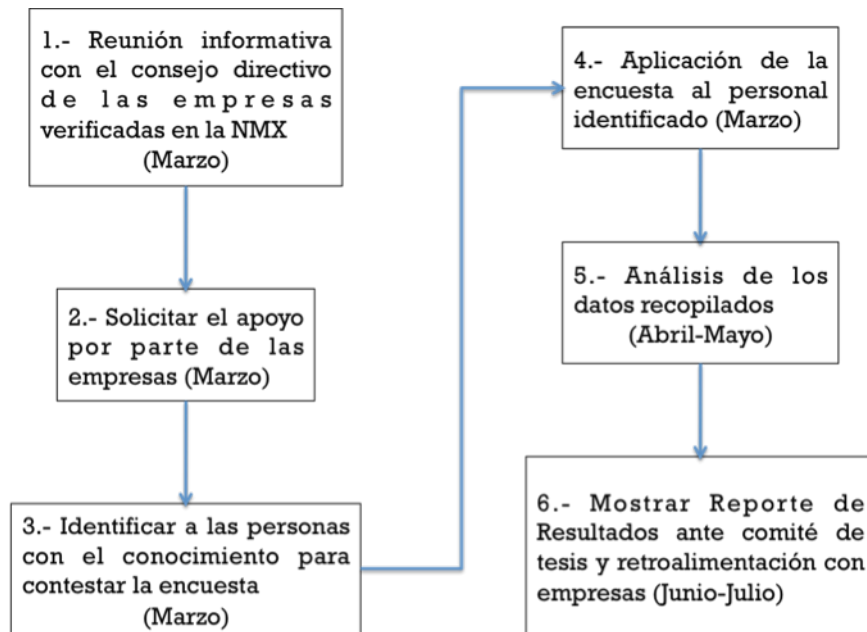 1.- Reunión informativa
con el consejo directivo
de las empresas
verificadas en la NMX
(Marzo)
2.- Solicitar el apoyo
por parte de las
empresas (Marzo)
3.- Identificar a las personas
con el conocimiento para
contestar la encuesta
(Marzo)
4.- Aplicación de la
encuesta al personal
identificado (Marzo)
5.- Análisis de los
datos recopilados
(Abril-Mayo)
6.- Mostrar Reporte de
Resultados ante comité de
tesis y retroalimentación con
empresas (Junio-Julio)